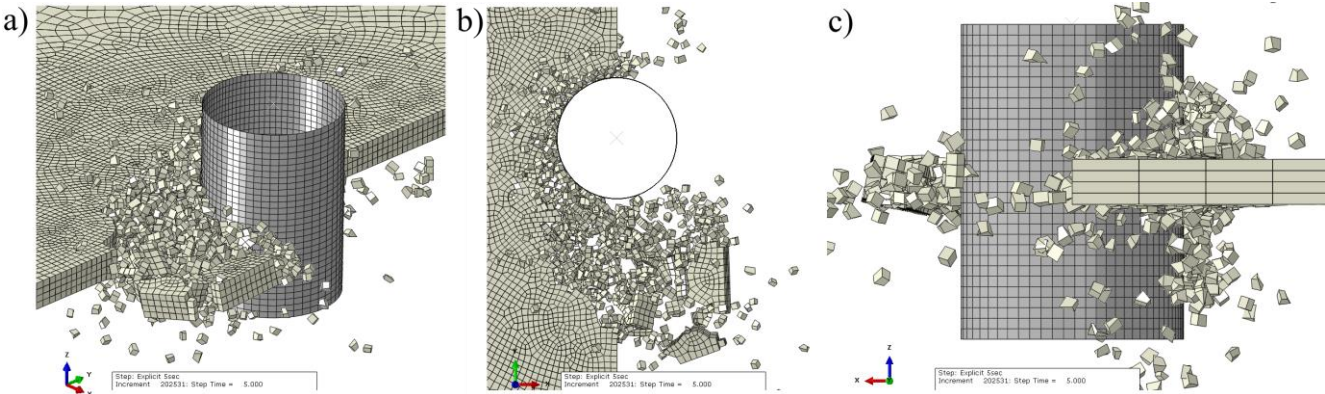 a)
b)
c)
Z
Y
X
Step: Explicit 5sec
Increment 202531: Step Time = 5.000
Step: Explicit 5sec
Increment 202531: Step Time = 5.000
Z
X
Step: Explicit 5sec
Increment 202531: Step Time = 5.000